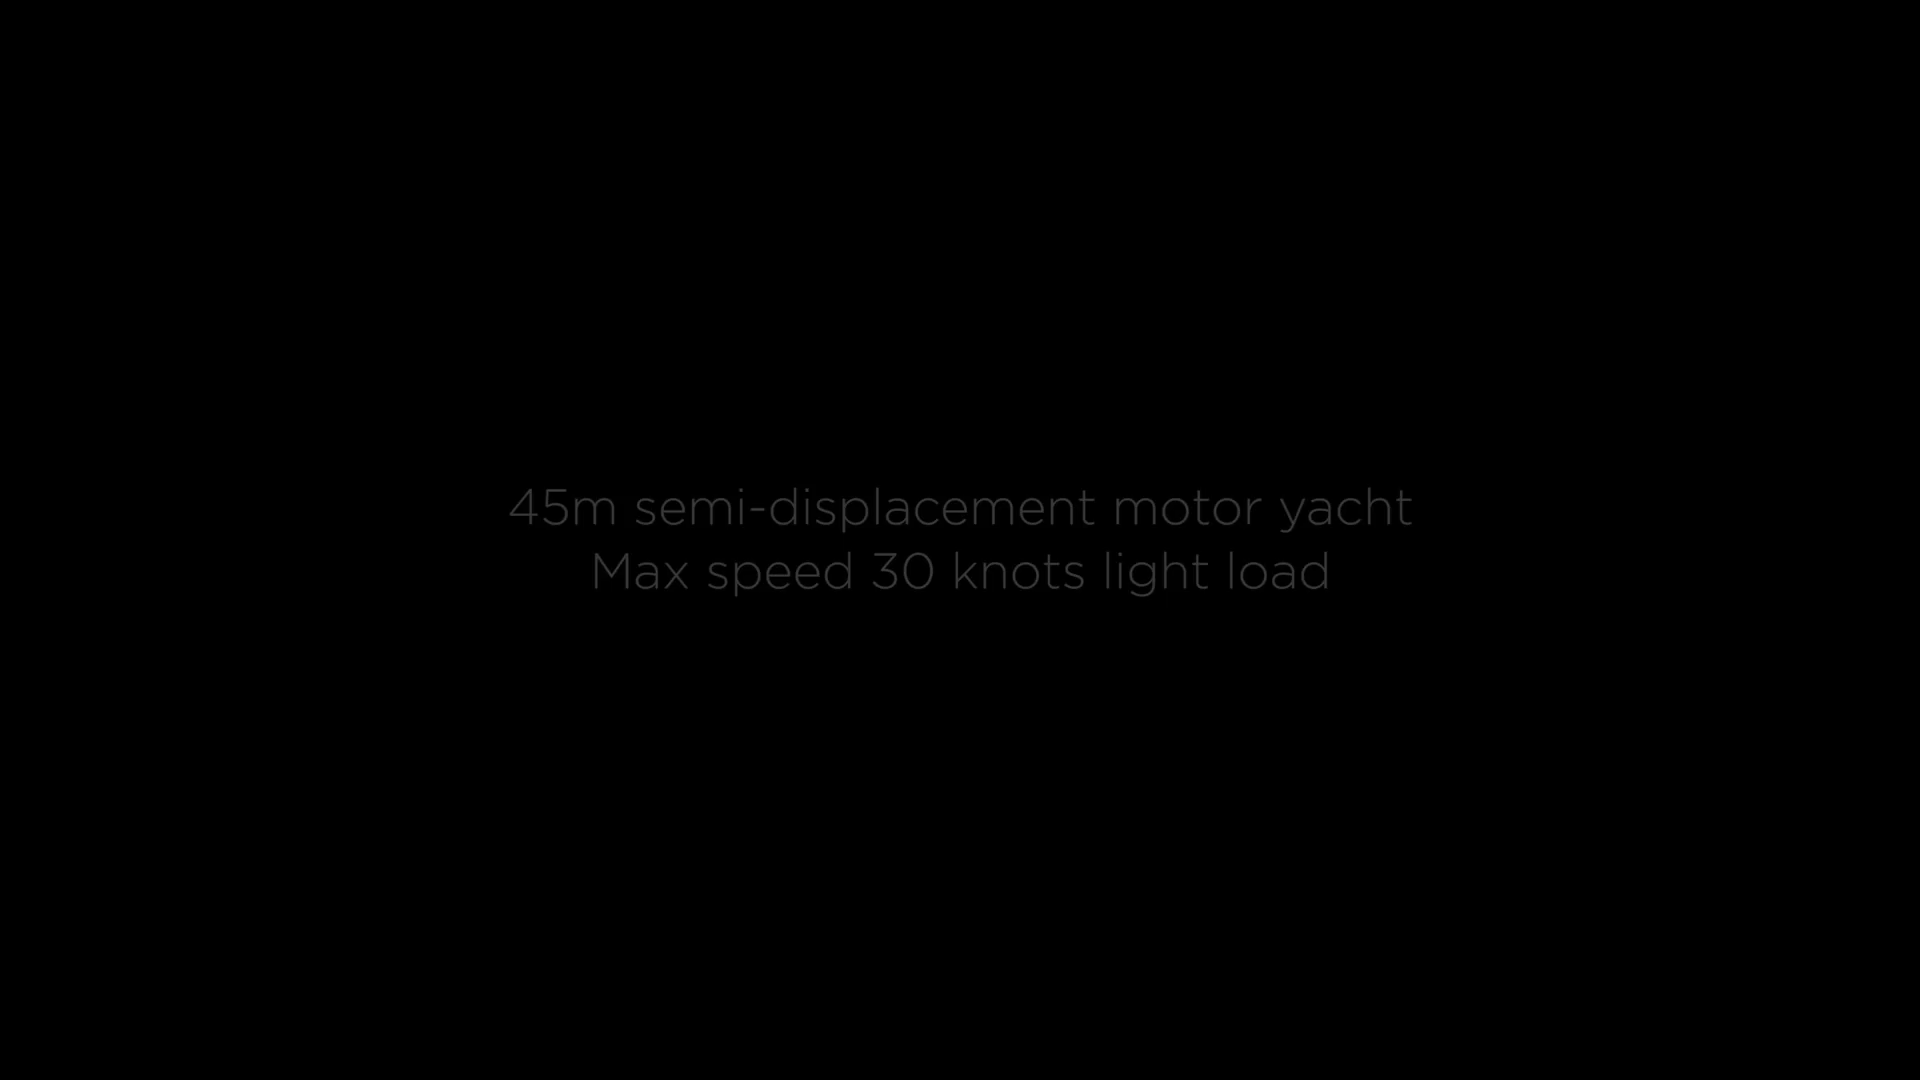 45m semi-displacement motor yacht
Max speed 30 knots light load